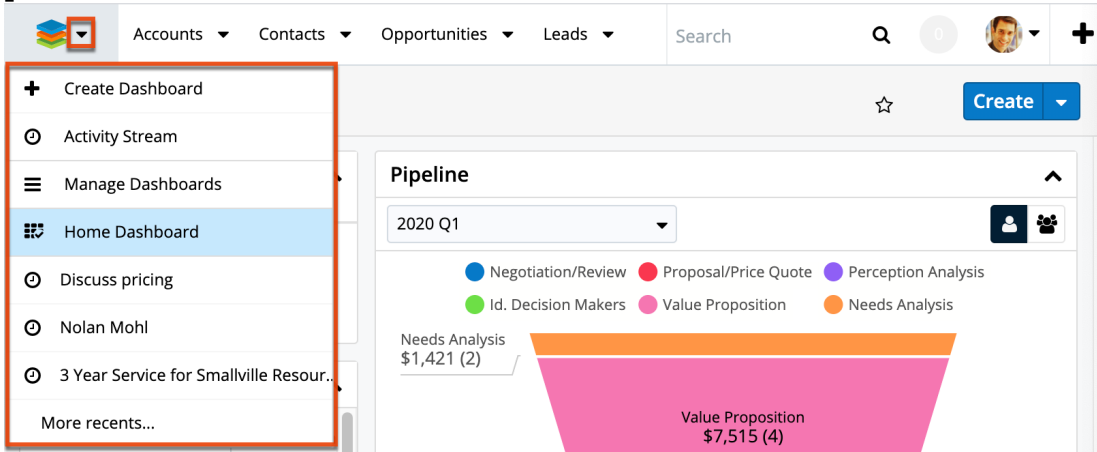 Accounts Contacts Opportunities Leads Search 0
Create Dashboard
Activity Stream
Manage Dashboards
Home Dashboard
Discuss pricing
Nolan Mohl
3 Year Service for Smallville Resour..
More recents...
Create
Pipeline
2020 Q1
Negotiation/Review Proposal/Price Quote Perception Analysis
Id. Decision Makers Value Proposition Needs Analysis
Needs Analysis
$1,421 (2)
Value Proposition
$7,515 (4)